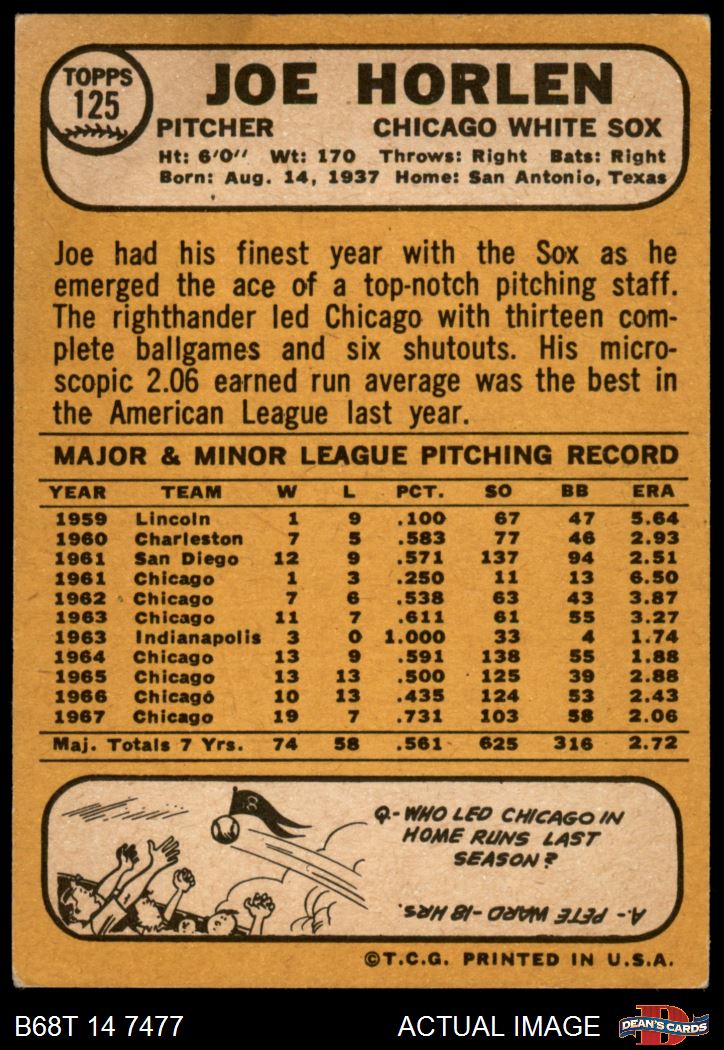 TOPPS
125
JOE HORLEN
PITCHER CHICAGO WHITE SOX
Ht: 6'0'' Wt: 170 Throws: Right Bats: Right
Born: Aug. 14, 1937 Home: San Antonio, Texas
Joe had his finest year with the Sox as he
emerged the ace of a top-notch pitching staff.
The righthander led Chicago with thirteen com-
plete ballgames and six shutouts. His micro-
scopic 2.06 earned run average was the best in
the American League last year.
MAJOR & MINOR LEAGUE PITCHING RECORD
YEAR TEAM W L PCT. SO BB ERA
1959 Lincoln 1 9 .100 67 47 5.64
1960 Charleston 7 5 .583 77 46 2.93
1961 San Diego 12 9 .571 137 94 2.51
1961 Chicago 1 3 .250 11 13 6.50
1962 Chicago 7 6 .538 63 43 3.87
1963 Chicago 11 7 .611 61 55 3.27
1963 Indianapolis 3 0 1.000 33 4 1.74
1964 Chicago 13 9 .591 138 55 1.88
1965 Chicago 13 13 .500 125 39 2.88
1966 Chicago 10 13 .435 124 53 2.43
1967 Chicago 19 7 .731 103 58 2.06
Maj. Totals 7 Yrs. 74 58 .561 625 316 2.72
18
Q-WHO LED CHICAGO IN
HOME RUNS LAST
SEASON?
A- PETE WARD-18 HRS.
©T.C.G. PRINTED IN U.S.A.
B68T 14 7477 ACTUAL IMAGE
D
DEAN'S CARDS